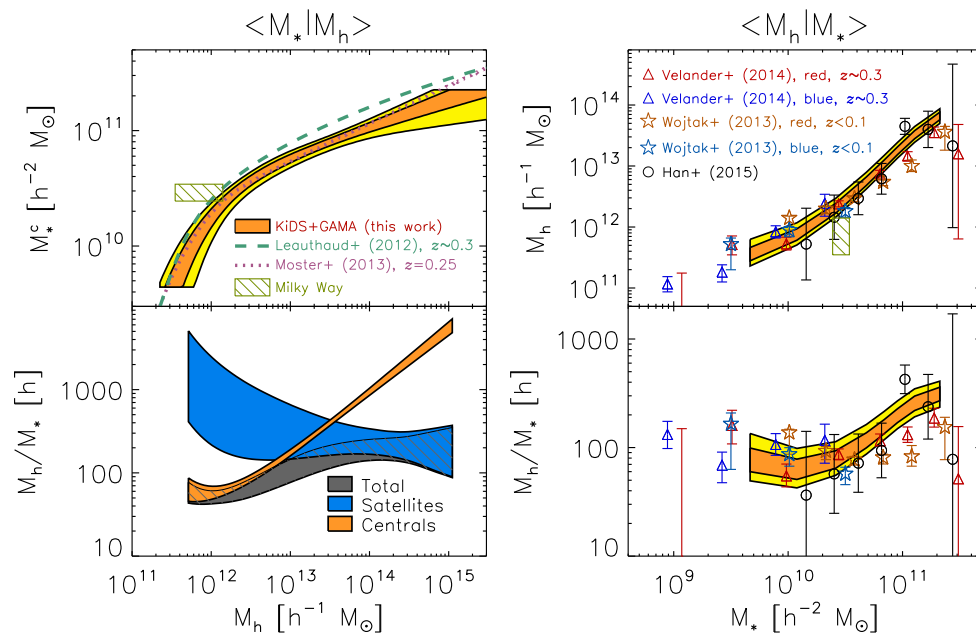 <M*|Mh>
<Mh|M*>
M*c [h-2 M⊙]
10^11
10^10
KiDS+GAMA (this work)
Leauthaud+ (2012), z~0.3
Moster+ (2013), z=0.25
Milky Way
Mh [h-1 M⊙]
10^14
10^13
10^12
10^11
Velander+ (2014), red, z~0.3
Velander+ (2014), blue, z~0.3
Wojtak+ (2013), red, z<0.1
Wojtak+ (2013), blue, z<0.1
Han+ (2015)
Mh/M* [h]
1000
100
10
Total
Satellites
Centrals
10^11 10^12 10^13 10^14 10^15
Mh [h-1 M⊙]
Mh/M* [h]
1000
100
10
10^9 10^10 10^11
M* [h-2 M⊙]